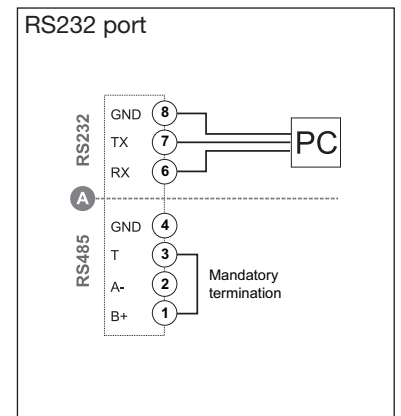 RS232 port
RS232
GND 8
TX 7
RX 6
PC
A
RS485
GND 4
T 3
A- 2
B+ 1
Mandatory
termination